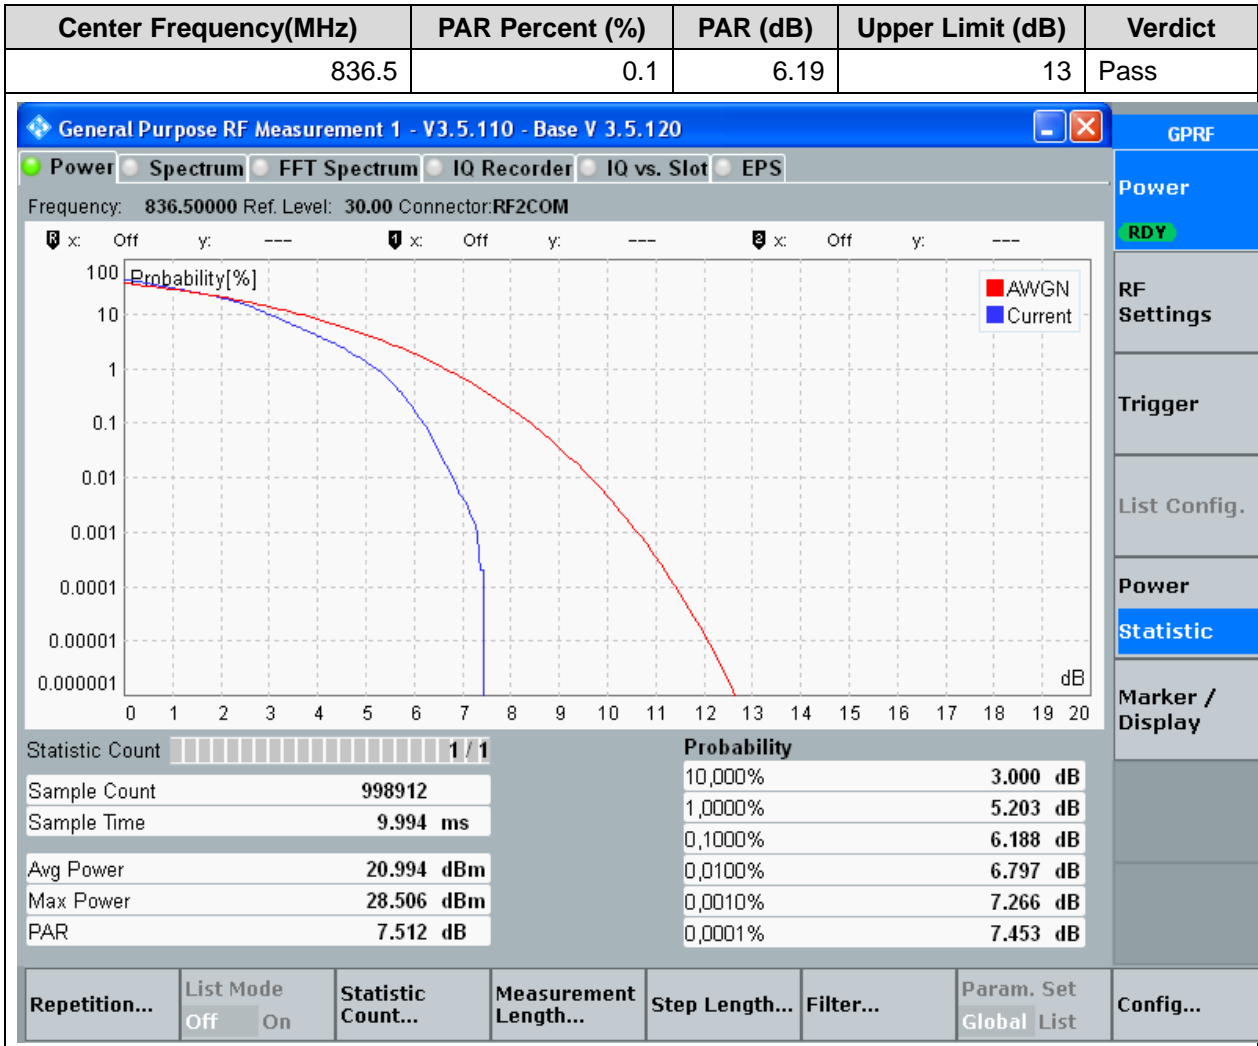 Center Frequency(MHz) PAR Percent (%) PAR (dB) Upper Limit (dB) Verdict
836.5 0.1 6.19 13 Pass
General Purpose RF Measurement 1 - V3.5.110 - Base V 3.5.120
GPRF
Power Spectrum FFT Spectrum IQ Recorder IQ vs. Slot EPS
Frequency: 836.50000 Ref. Level: 30.00 Connector:RF2COM
R x: Off y: --- 1 x: Off y: --- 2 x: Off y: ---
Probability[%]
100
10
1
0.1
0.01
0.001
0.0001
0.00001
0.000001
AWGN
Current
dB
0 1 2 3 4 5 6 7 8 9 10 11 12 13 14 15 16 17 18 19 20
Power
RDY
RF
Settings
Trigger
List Config.
Power
Statistic
Marker /
Display
Statistic Count 1 / 1
Sample Count 998912
Sample Time 9.994 ms
Avg Power 20.994 dBm
Max Power 28.506 dBm
PAR 7.512 dB
Probability
10,000% 3.000 dB
1,0000% 5.203 dB
0,1000% 6.188 dB
0,0100% 6.797 dB
0,0010% 7.266 dB
0,0001% 7.453 dB
Repetition...
List Mode
Off On
Statistic
Count...
Measurement
Length...
Step Length...
Filter...
Param. Set
Global List
Config...